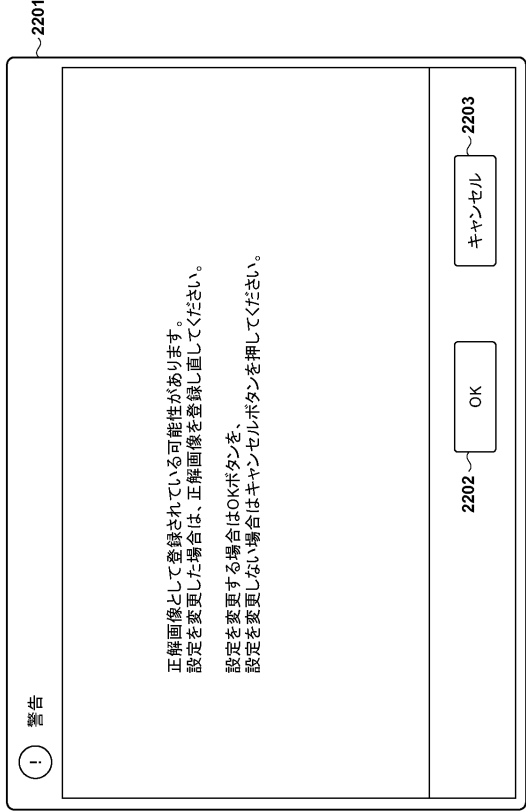 2201
! 警告
正解画像として登録されている可能性があります。
設定を変更した場合は、正解画像を登録し直してください。
設定を変更する場合はOKボタンを、
設定を変更しない場合はキャンセルボタンを押してください。
2202
OK
キャンセル
2203